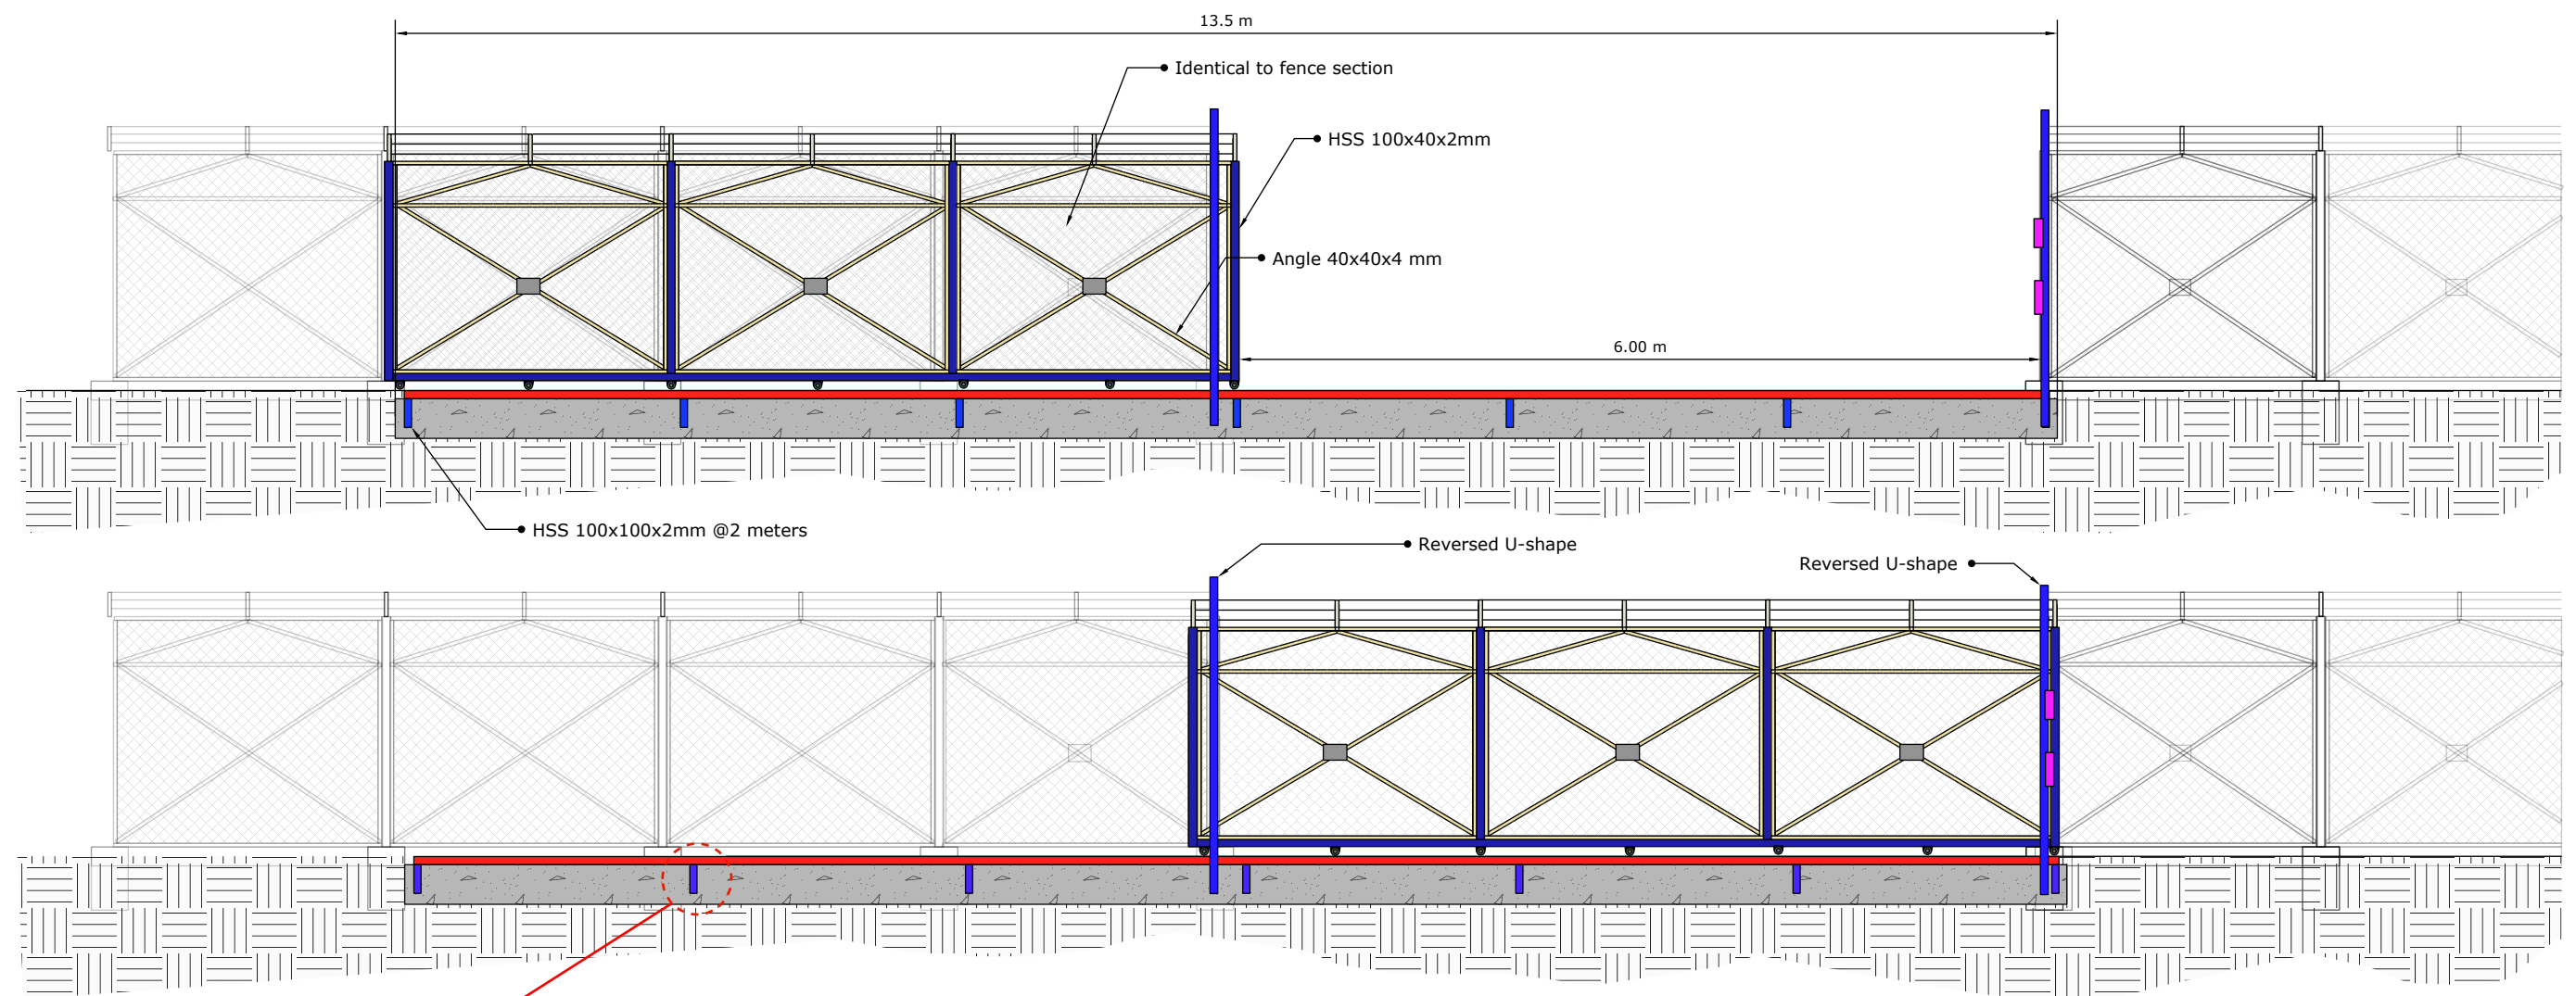 13.5 m
Identical to fence section
HSS 100x40x2mm
Angle 40x40x4 mm
6.00 m
HSS 100x100x2mm @2 meters
Reversed U-shape
Reversed U-shape